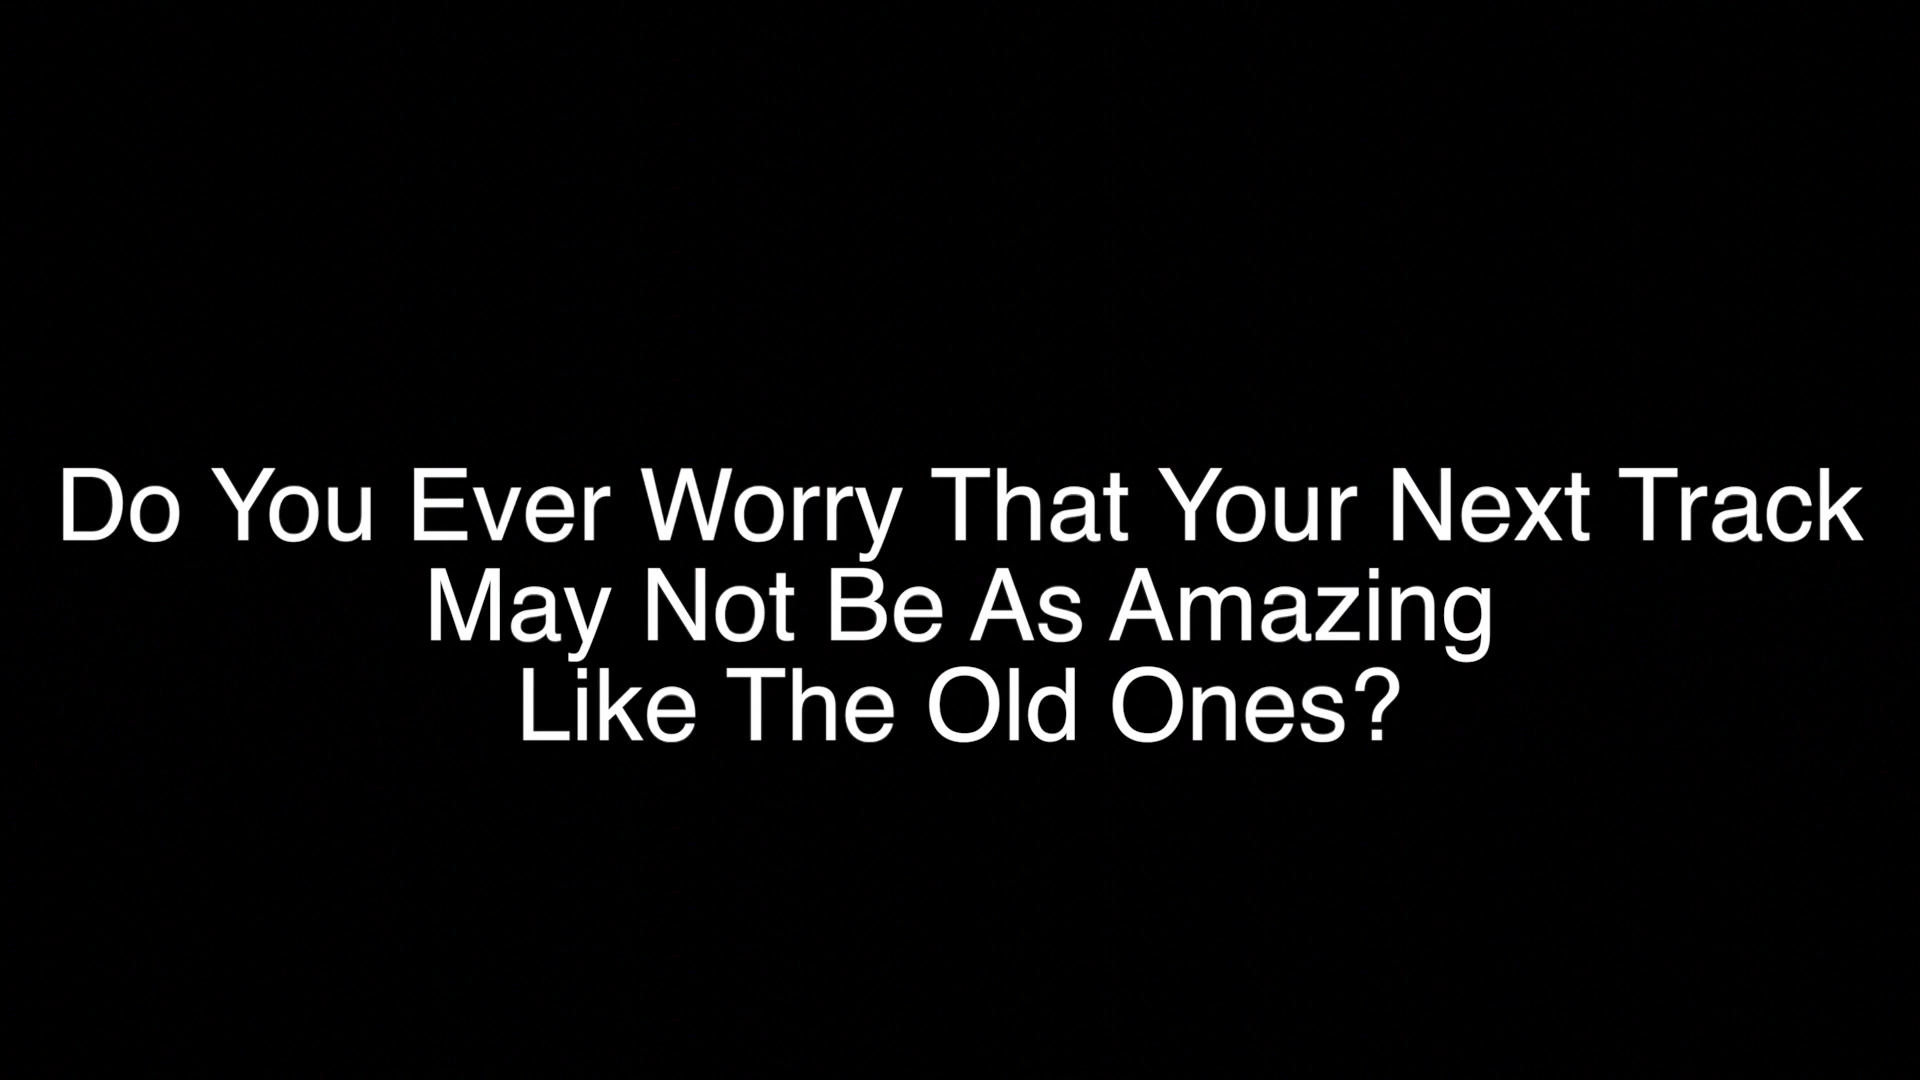 Do You Ever Worry That Your Next Track
May Not Be As Amazing
Like The Old Ones?